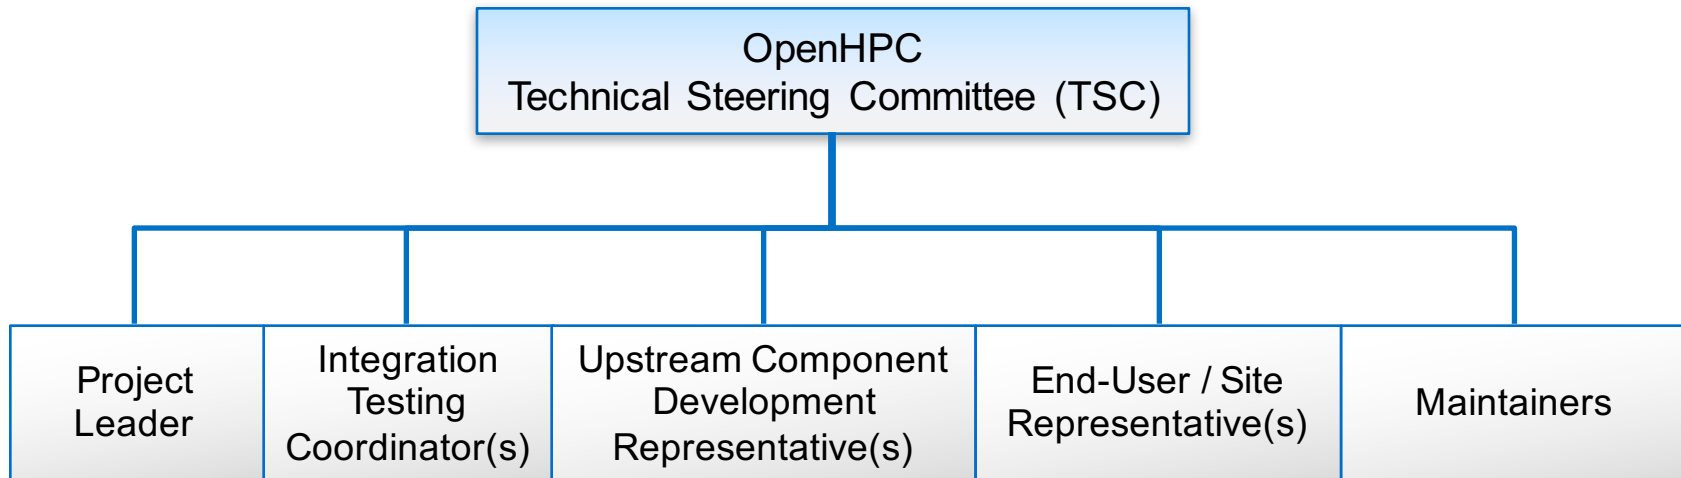 OpenHPC
Technical Steering Committee (TSC)
Project
Leader
Integration
Testing
Coordinator(s)
Upstream Component
Development
Representative(s)
End-User / Site
Representative(s)
Maintainers